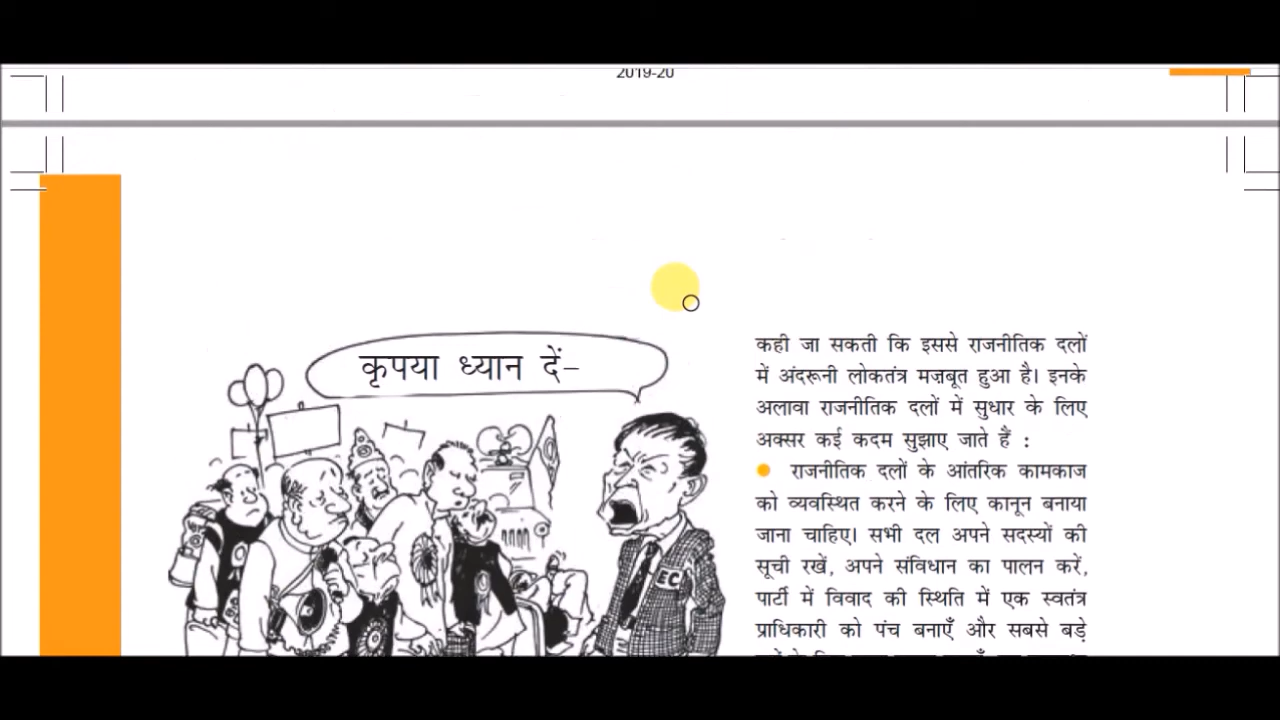 2019-20
कृपया ध्यान दें–
EC
कही जा सकती कि इससे राजनीतिक दलों
में अंदरूनी लोकतंत्र मज़बूत हुआ है। इनके
अलावा राजनीतिक दलों में सुधार के लिए
अक्सर कई कदम सुझाए जाते हैं :
राजनीतिक दलों के आंतरिक कामकाज
को व्यवस्थित करने के लिए कानून बनाया
जाना चाहिए। सभी दल अपने सदस्यों की
सूची रखें, अपने संविधान का पालन करें,
पार्टी में विवाद की स्थिति में एक स्वतंत्र
प्राधिकारी को पंच बनाएँ और सबसे बड़े